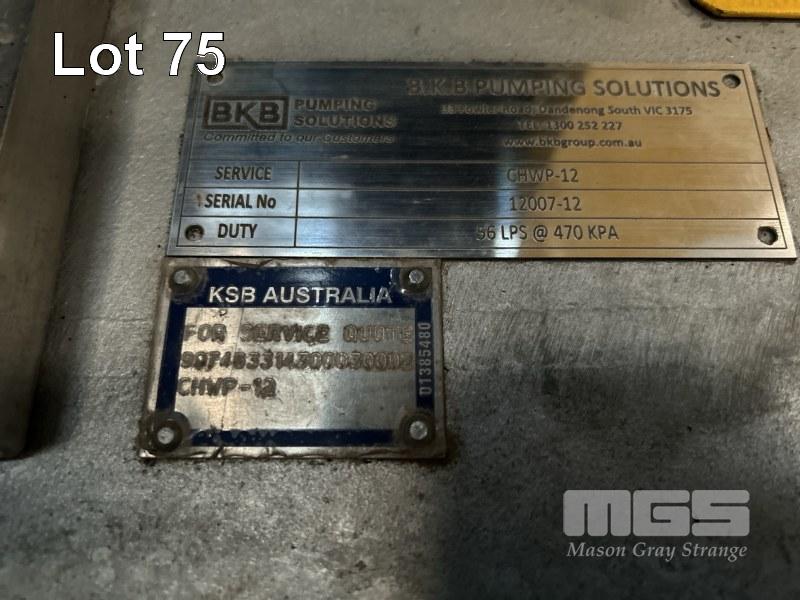 Lot 75
BKB PUMPING SOLUTIONS
Committed to our Customers
B K B PUMPING SOLUTIONS
Road, Dandenong South VIC 3175
TEL: 1300 252 227
www.bkbgroup.com.au
SERVICE CHWP-12
SERIAL No 12007-12
DUTY 56 LPS @ 470 KPA
KSB AUSTRALIA
FOR SERVICE QUOTE
CHWP-12
01385480
MGS
Mason Gray Strange